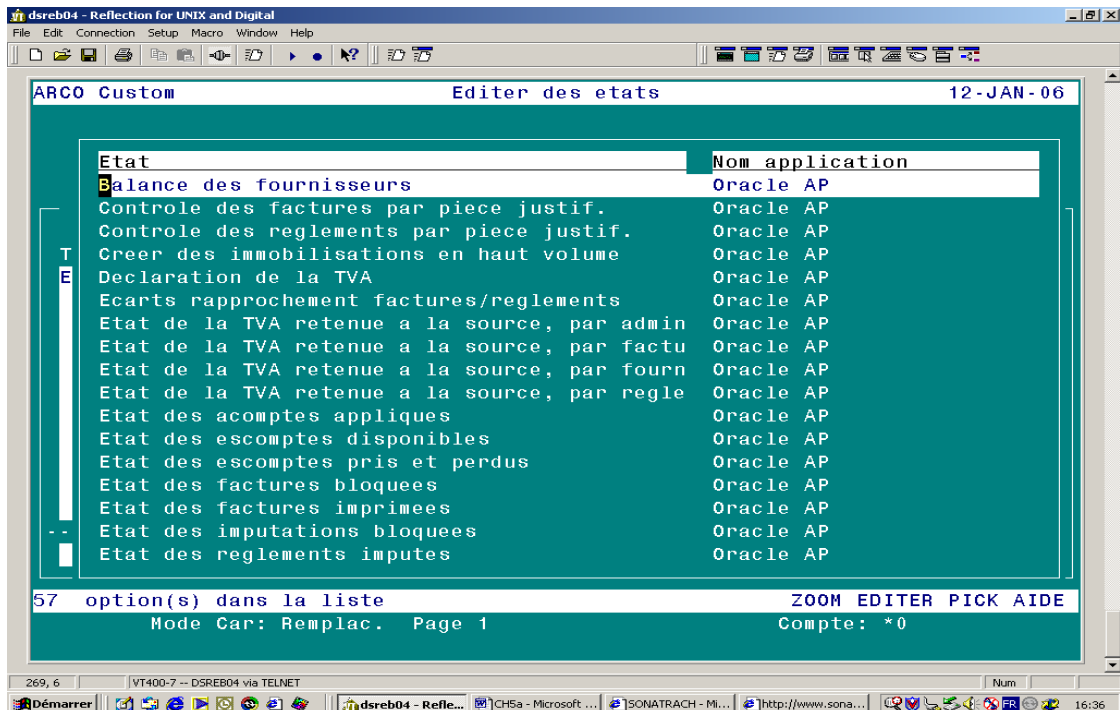 dsreb04 - Reflection for UNIX and Digital
File Edit Connection Setup Macro Window Help
ARCO Custom Editer des etats 12-JAN-06
Etat Nom application
Balance des fournisseurs Oracle AP
Controle des factures par piece justif. Oracle AP
Controle des reglements par piece justif. Oracle AP
T Creer des immobilisations en haut volume Oracle AP
E Declaration de la TVA Oracle AP
Ecarts rapprochement factures/reglements Oracle AP
Etat de la TVA retenue a la source, par admin Oracle AP
Etat de la TVA retenue a la source, par factu Oracle AP
Etat de la TVA retenue a la source, par fourn Oracle AP
Etat de la TVA retenue a la source, par regle Oracle AP
Etat des acomptes appliques Oracle AP
Etat des escomptes disponibles Oracle AP
Etat des escomptes pris et perdus Oracle AP
Etat des factures bloquees Oracle AP
Etat des factures imprimees Oracle AP
-- Etat des imputations bloquees Oracle AP
Etat des reglements imputes Oracle AP
57 option(s) dans la liste ZOOM EDITER PICK AIDE
Mode Car: Remplac. Page 1 Compte: *0
269, 6 VT400-7 -- DSREB04 via TELNET Num
Démarrer dsreb04 - Refle... CH5a - Microsoft ... SONATRACH - Mi... http://www.sona... FR 16:36